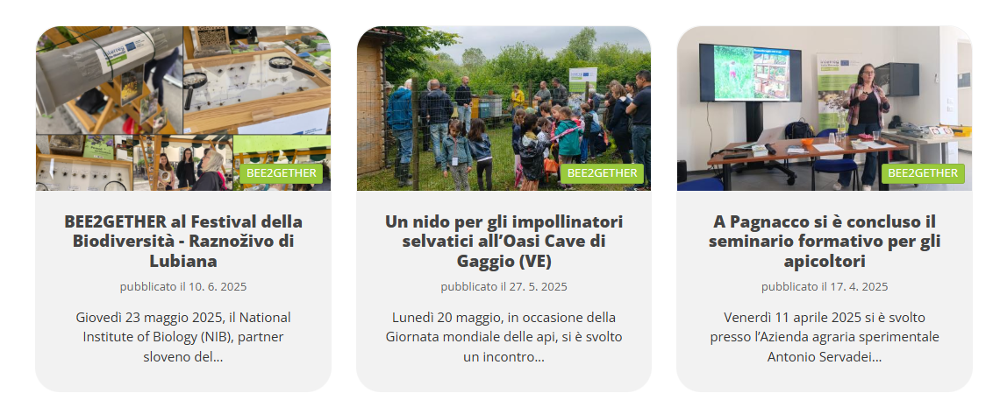 BEE2GETHER
BEE2GETHER al Festival della
Biodiversità - Raznoživo di
Lubiana
pubblicato il 10. 6. 2025
Giovedì 23 maggio 2025, il National
Institute of Biology (NIB), partner
sloveno del...
BEE2GETHER
Un nido per gli impollinatori
selvatici all’Oasi Cave di
Gaggio (VE)
pubblicato il 27. 5. 2025
Lunedì 20 maggio, in occasione della
Giornata mondiale delle api, si è svolto
un incontro...
BEE2GETHER
A Pagnacco si è concluso il
seminario formativo per gli
apicoltori
pubblicato il 17. 4. 2025
Venerdì 11 aprile 2025 si è svolto
presso l’Azienda agraria sperimentale
Antonio Servadei...